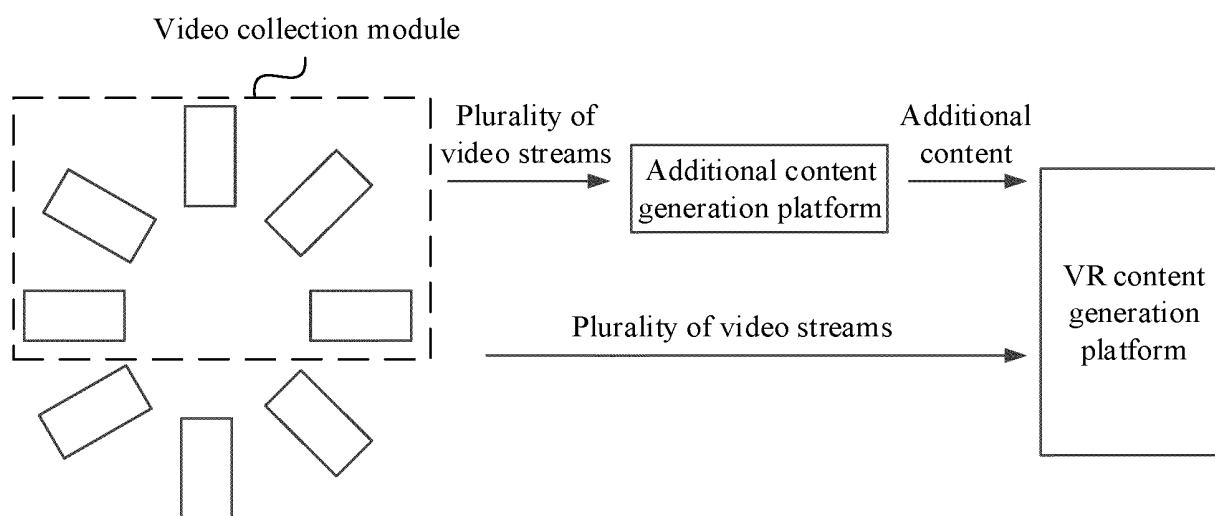 Video collection module
Plurality of
video streams
Additional content
generation platform
Additional
content
Plurality of video streams
VR content
generation
platform